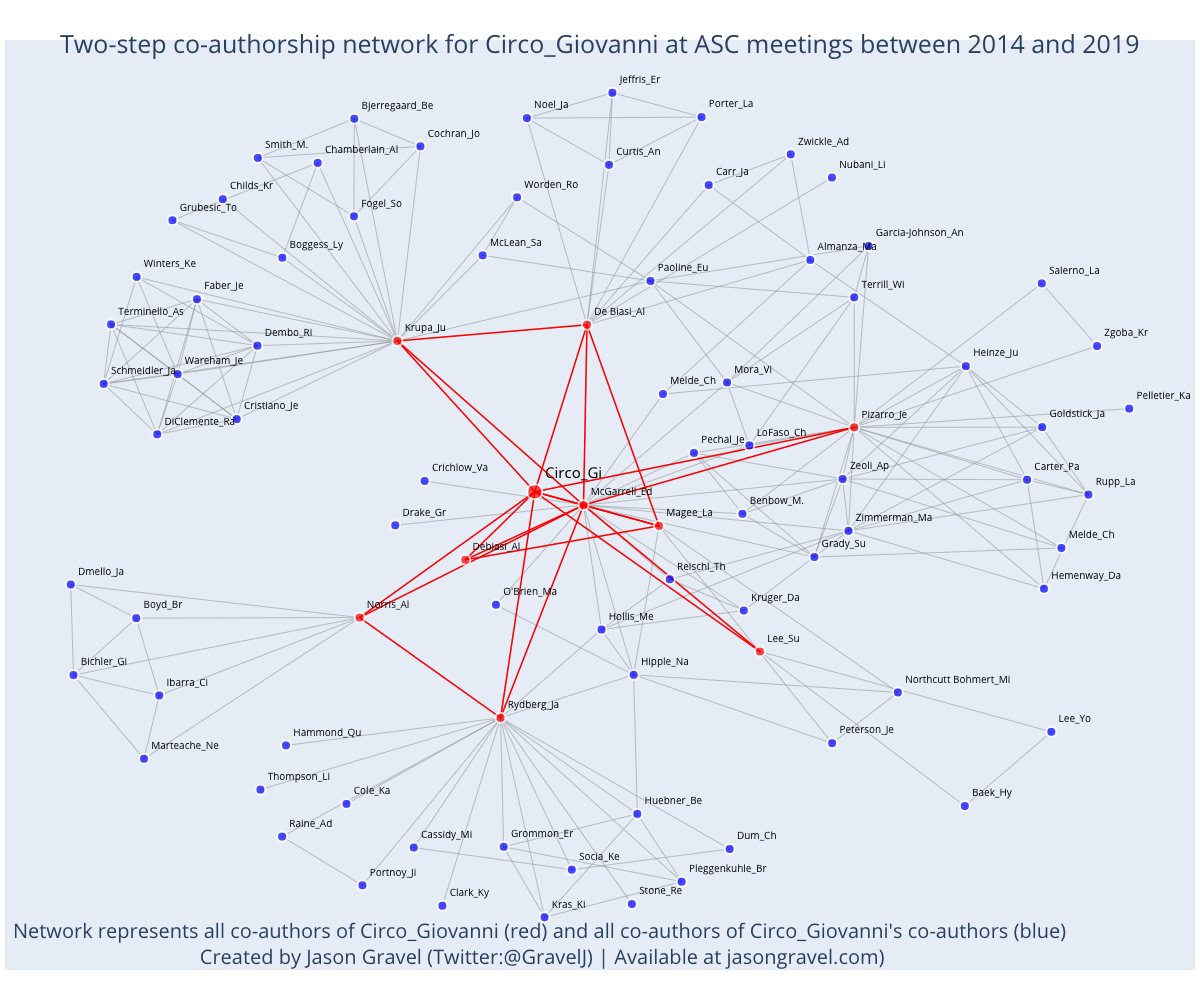 Two-step co-authorship network for Circo_Giovanni at ASC meetings between 2014 and 2019
Jeffris_Er
Noel_Ja
Porter_La
Bjerregaard_Be
Cochran_Jo
Smith_M.
Chamberlain_Al
Zwickle_Ad
Curtis_An
Nubani_Li
Carr_Ja
Childs_Kr
Worden_Ro
Grubesic_To
Fogel_So
Garcia-Johnson_An
Boggess_Ly
McLean_Sa
Almanza_Ma
Winters_Ke
Paoline_Eu
Salerno_La
Faber_Je
Terrill_Wi
Terminello_As
De Biasi_Al
Dembo_Ri
Krupa_Ju
Zgoba_Kr
Wareham_Je
Heinze_Ju
Schmeidler_Ja
Mora_Vi
Melde_Ch
Pelletier_Ka
Cristiano_Je
DiClemente_Ra
Pizarro_Je
Goldstick_Ja
LoFaso_Ch
Pechal_Je
Crichlow_Va
Circo_Gi
Zeoli_Ap
Carter_Pa
Rupp_La
McGarrell_Ed
Benbow_M.
Drake_Gr
Magee_La
Zimmerman_Ma
Melde_Ch
Debiasi_Al
Grady_Su
Reischl_Th
Hemenway_Da
Dmello_Ja
O'Brien_Ma
Kruger_Da
Boyd_Br
Norris_Al
Hollis_Me
Lee_Su
Bichler_Gi
Hipple_Na
Ibarra_Ci
Northcutt Bohmert_Mi
Rydberg_Ja
Lee_Yo
Hammond_Qu
Peterson_Je
Marteache_Ne
Thompson_Li
Cole_Ka
Baek_Hy
Huebner_Be
Raine_Ad
Cassidy_Mi
Grommon_Er
Dum_Ch
Socia_Ke
Pleggenkuhle_Br
Portnoy_Ji
Clark_Ky
Stone_Re
Kras_Ki
Network represents all co-authors of Circo_Giovanni (red) and all co-authors of Circo_Giovanni's co-authors (blue)
Created by Jason Gravel (Twitter:@GravelJ) | Available at jasongravel.com)